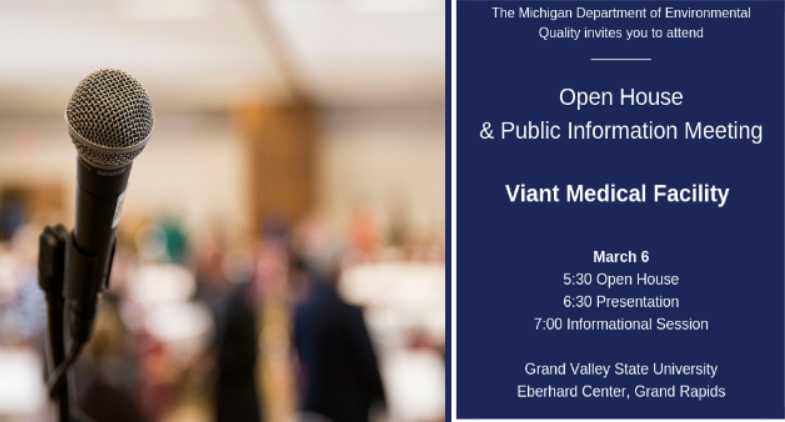 The Michigan Department of Environmental
Quality invites you to attend
Open House
& Public Information Meeting
Viant Medical Facility
March 6
5:30 Open House
6:30 Presentation
7:00 Informational Session
Grand Valley State University
Eberhard Center, Grand Rapids